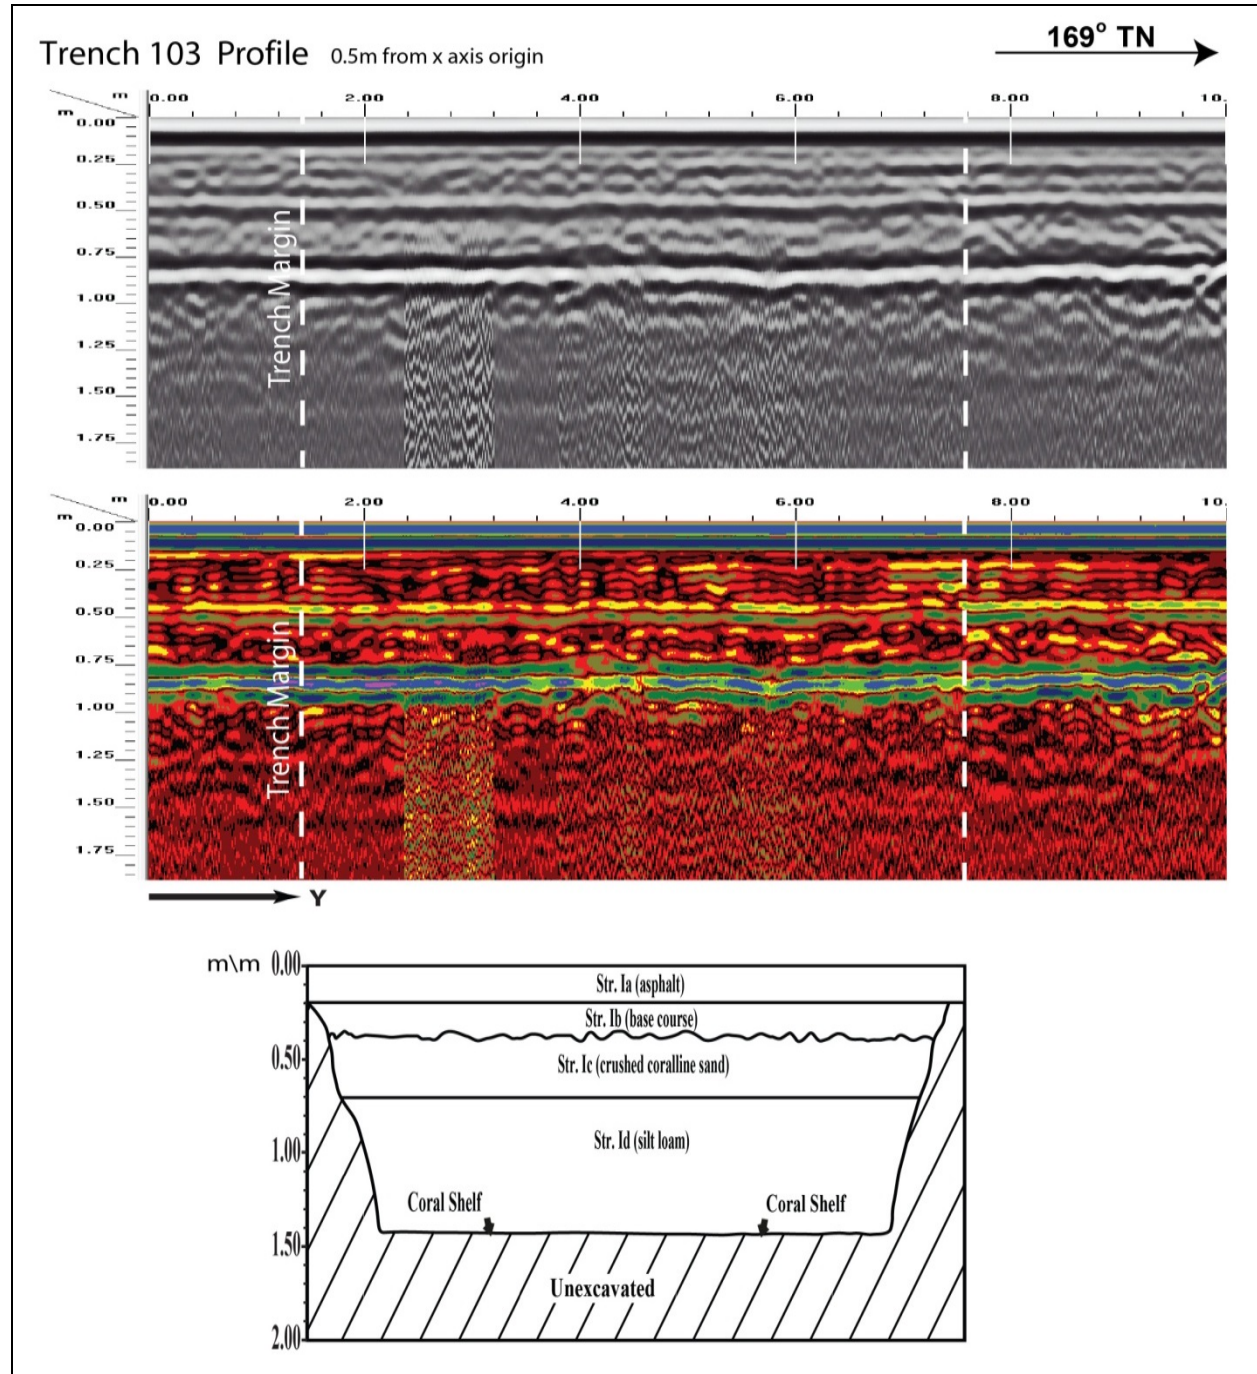 Trench 103 Profile 0.5m from x axis origin
169° TN
m 0.00 2.00 4.00 6.00 8.00 10.
m
0.00
0.25
0.50
0.75
1.00
1.25
1.50
1.75
Trench Margin
m 0.00 2.00 4.00 6.00 8.00 10.
m
0.00
0.25
0.50
0.75
1.00
1.25
1.50
1.75
Trench Margin
Y
m\m 0.00
Str. Ia (asphalt)
Str. Ib (base course)
0.50
Str. Ic (crushed coralline sand)
1.00
Str. Id (silt loam)
Coral Shelf Coral Shelf
1.50
Unexcavated
2.00